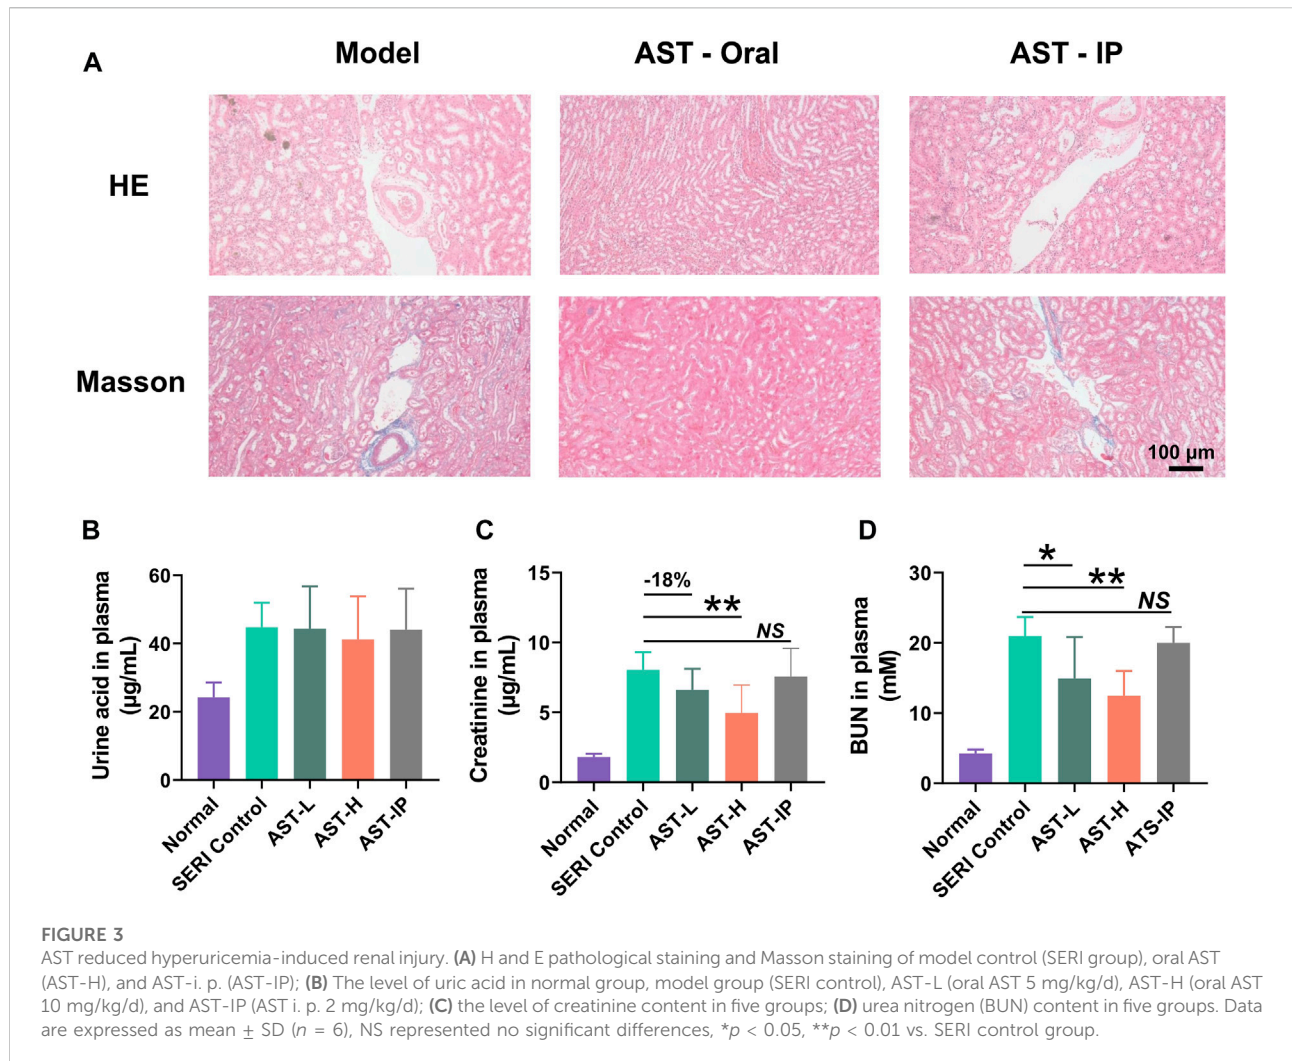 A
Model
AST - Oral
AST - IP
HE
Masson
100 µm
B
Urine acid in plasma
(µg/mL)
60
40
20
0
Normal
SERI Control
AST-L
AST-H
AST-IP
C
Creatinine in plasma
(µg/mL)
15
10
5
0
-18%
**
NS
Normal
SERI Control
AST-L
AST-H
AST-IP
D
BUN in plasma
(mM)
30
20
10
0
*
**
NS
Normal
SERI Control
AST-L
AST-H
ATS-IP
FIGURE 3
AST reduced hyperuricemia-induced renal injury. (A) H and E pathological staining and Masson staining of model control (SERI group), oral AST
(AST-H), and AST-i. p. (AST-IP); (B) The level of uric acid in normal group, model group (SERI control), AST-L (oral AST 5 mg/kg/d), AST-H (oral AST
10 mg/kg/d), and AST-IP (AST i. p. 2 mg/kg/d); (C) the level of creatinine content in five groups; (D) urea nitrogen (BUN) content in five groups. Data
are expressed as mean ± SD (n = 6), NS represented no significant differences, *p < 0.05, **p < 0.01 vs. SERI control group.